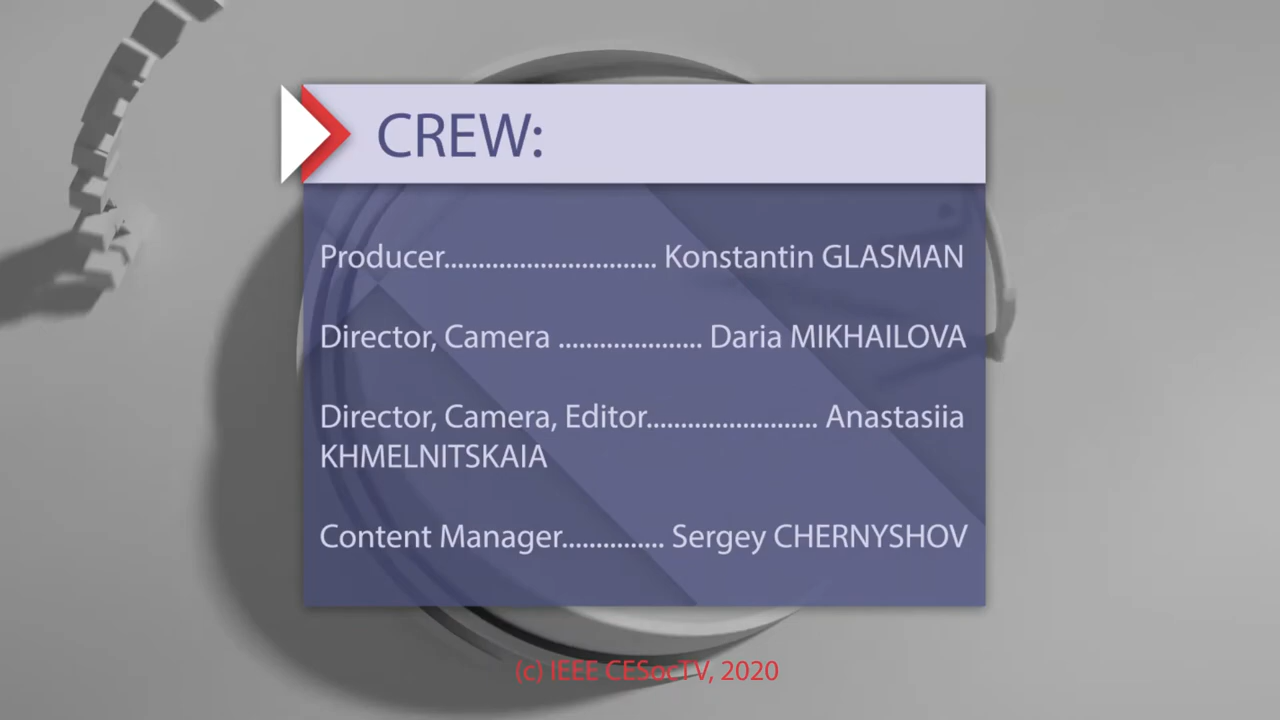 CREW:
Producer............................... Konstantin GLASMAN
Director, Camera ..................... Daria MIKHAILOVA
Director, Camera, Editor......................... Anastasiia
KHMELNITSKAIA
Content Manager............... Sergey CHERNYSHOV
(c) IEEE CESocTV, 2020